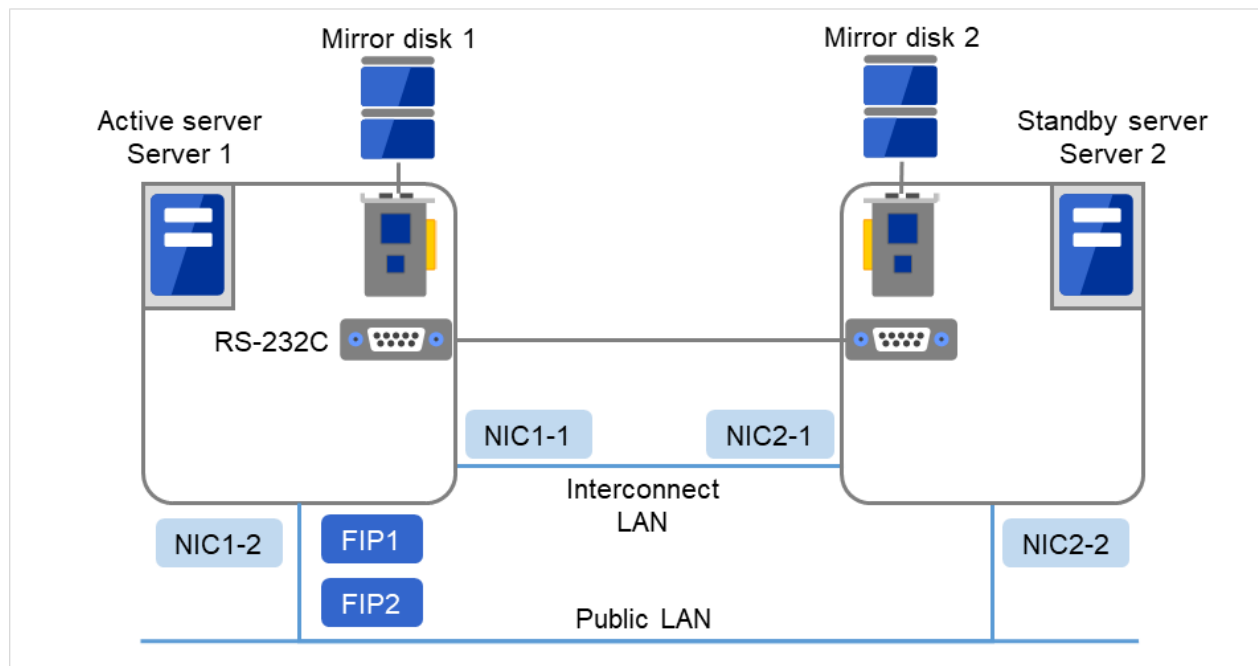 Mirror disk 1
Mirror disk 2
Active server
Server 1
Standby server
Server 2
RS-232C
NIC1-1
NIC2-1
Interconnect
LAN
NIC1-2
FIP1
NIC2-2
FIP2
Public LAN